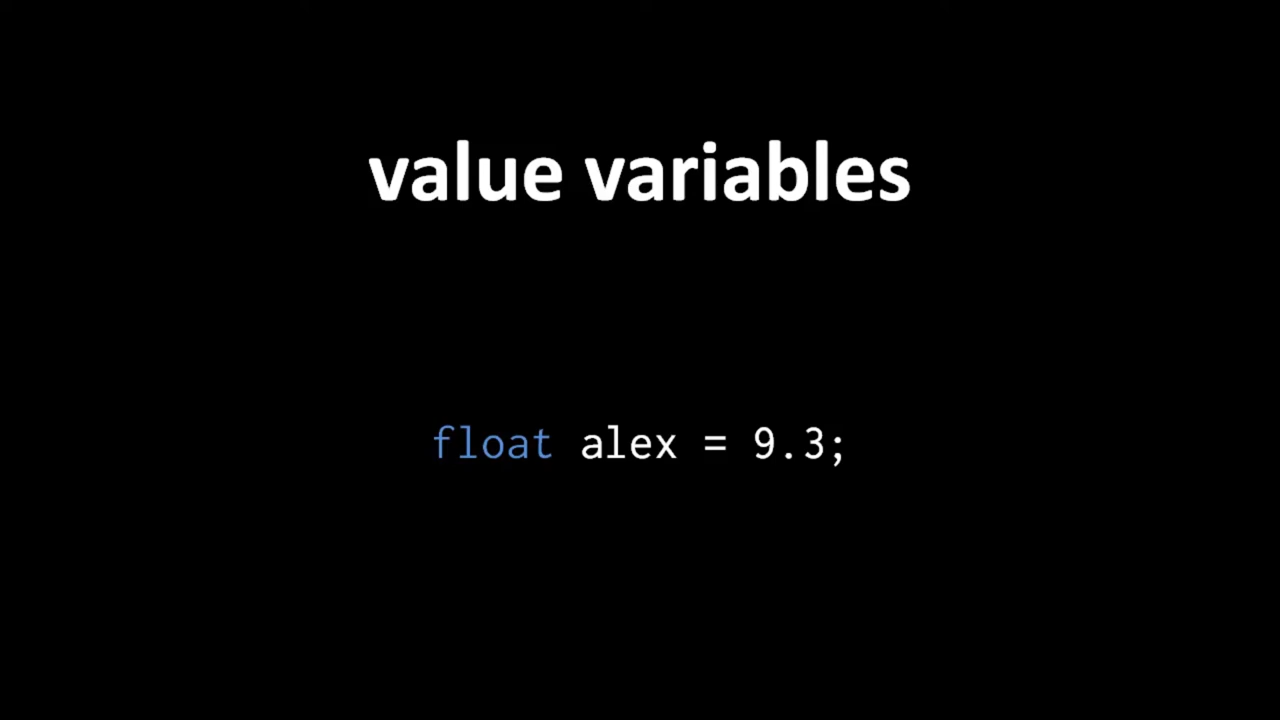 value variables
float alex = 9.3;